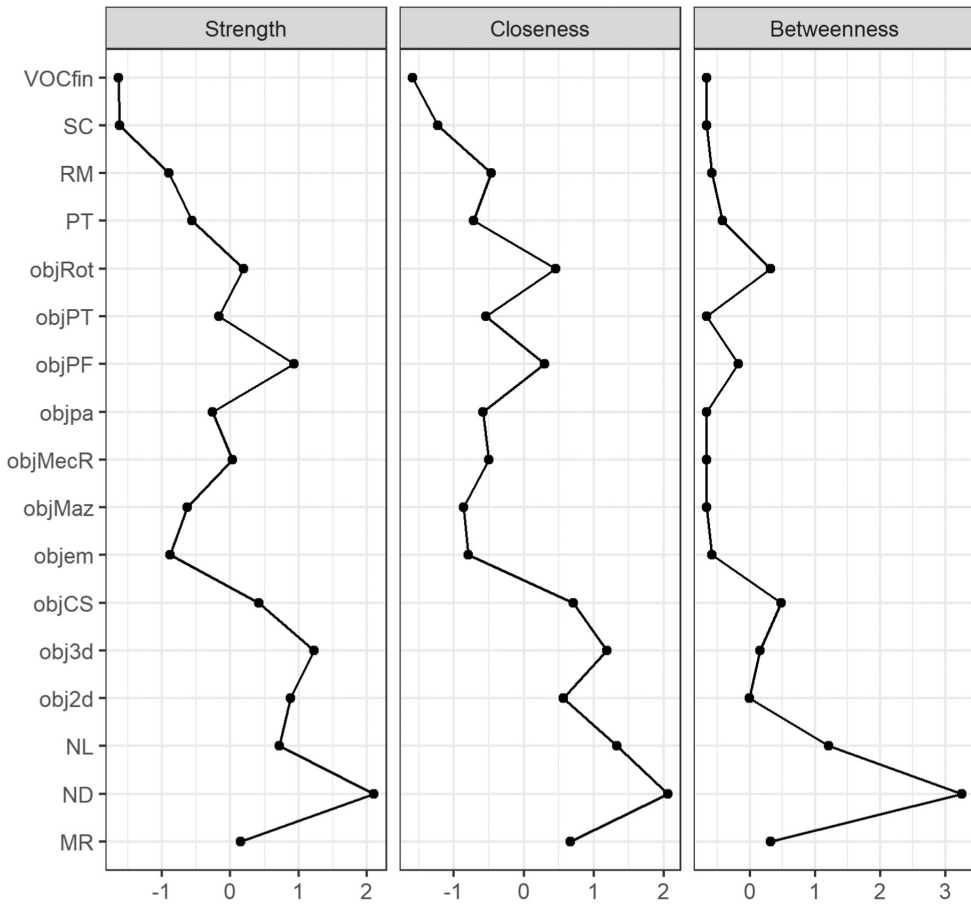 Strength Closeness Betweenness
VOCfin
SC
RM
PT
objRot
objPT
objPF
objpa
objMecR
objMaz
objem
objCS
obj3d
obj2d
NL
ND
MR
-1 0 1 2 -1 0 1 2 0 1 2 3